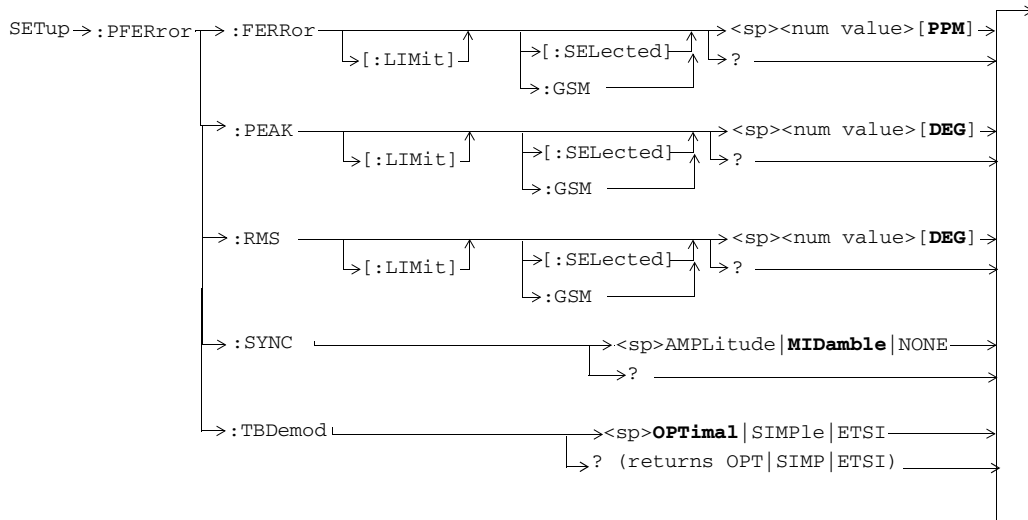 SETup :PFERror :FERRor <sp><num value>[PPM]
[:LIMit] [:SELected] ?
:GSM
:PEAK <sp><num value>[DEG]
[:LIMit] [:SELected] ?
:GSM
:RMS <sp><num value>[DEG]
[:LIMit] [:SELected] ?
:GSM
:SYNC <sp>AMPLitude|MIDamble|NONE
?
:TBDemod <sp>OPTimal|SIMPle|ETSI
? (returns OPT|SIMP|ETSI)